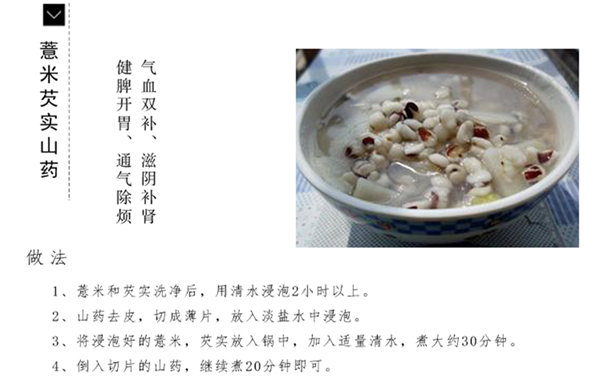 薏米芡实山药
气血双补、滋阴补肾
健脾开胃、通气除烦
做法
1、薏米和芡实洗净后，用清水浸泡2小时以上。
2、山药去皮，切成薄片，放入淡盐水中浸泡。
3、将浸泡好的薏米，芡实放入锅中，加入适量清水，煮大约30分钟。
4、倒入切片的山药，继续煮20分钟即可。